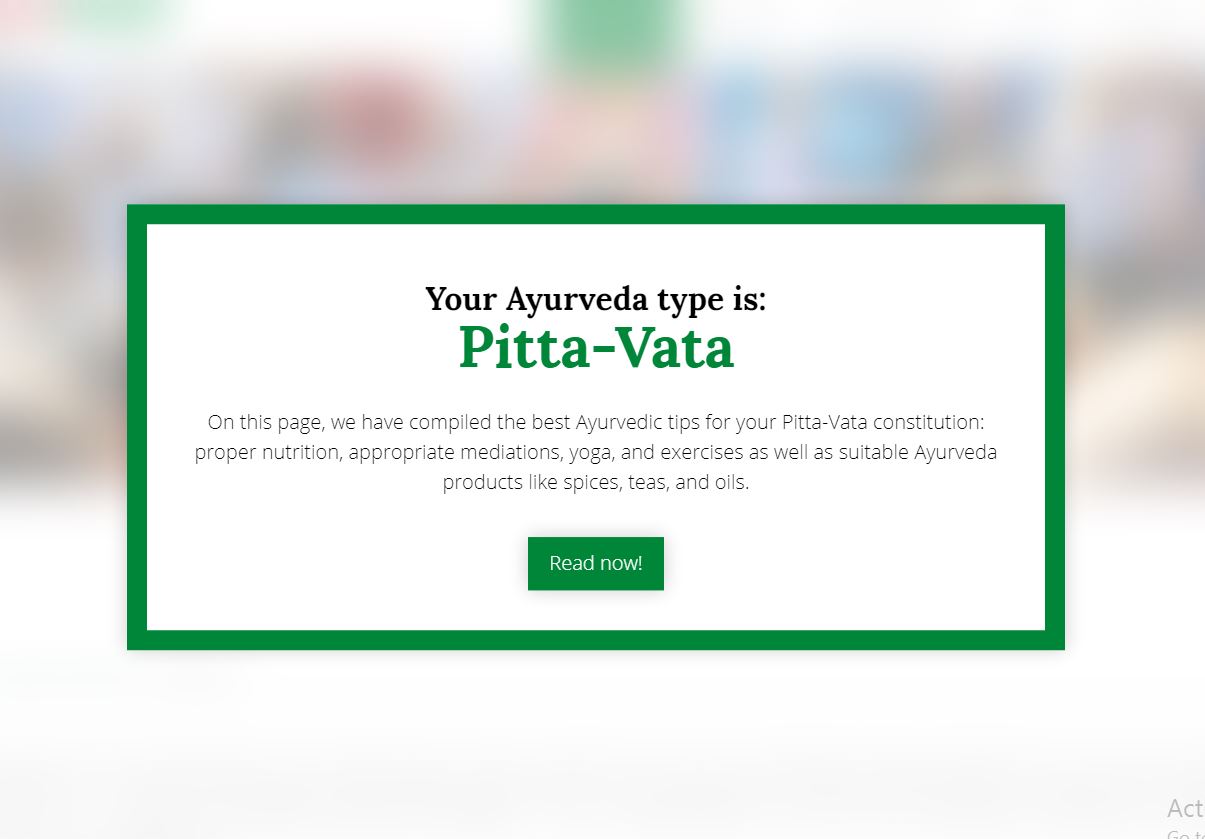 Your Ayurveda type is:
Pitta-Vata
On this page, we have compiled the best Ayurvedic tips for your Pitta-Vata constitution:
proper nutrition, appropriate mediations, yoga, and exercises as well as suitable Ayurveda
products like spices, teas, and oils.
Read now!
Act
Go to